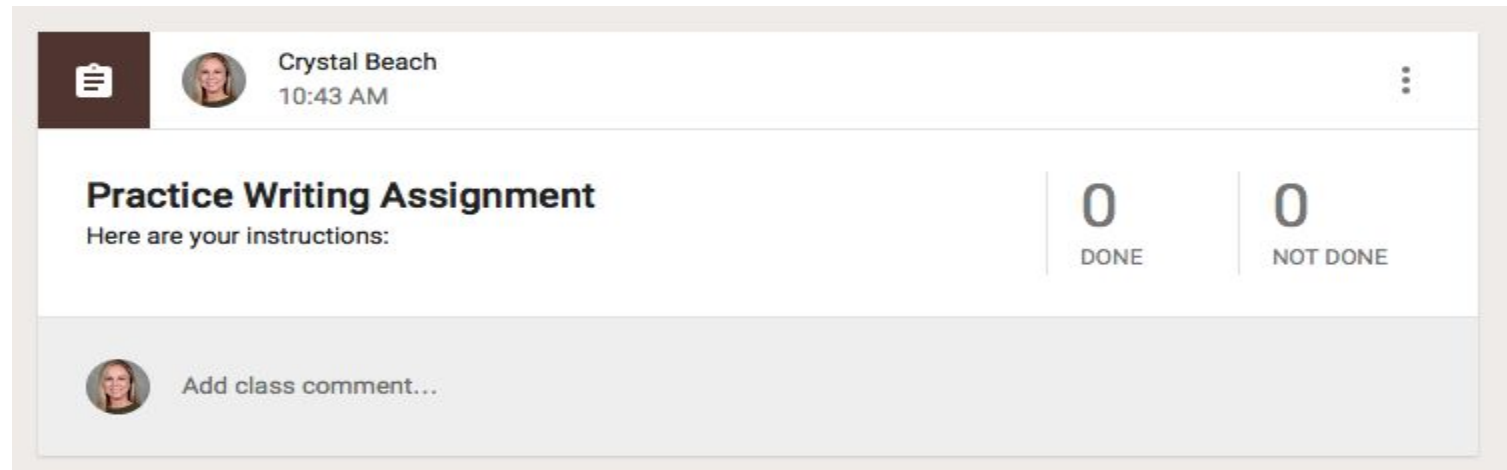 Crystal Beach
10:43 AM
Practice Writing Assignment
Here are your instructions:
0
DONE
0
NOT DONE
Add class comment...